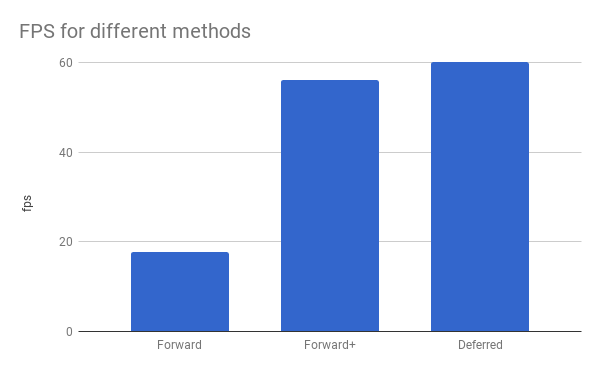 FPS for different methods
60
40
20
0
fps
Forward
Forward+
Deferred